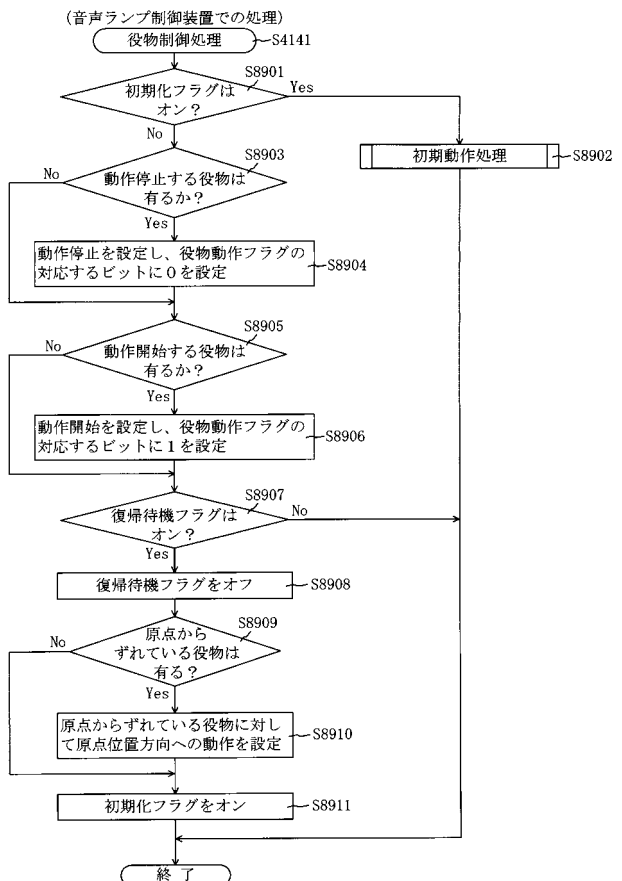 (音声ランプ制御装置での処理)
役物制御処理
S4141
S8901
初期化フラグは
オン?
Yes
No
初期動作処理
S8902
S8903
No
動作停止する役物は
有るか?
Yes
動作停止を設定し、役物動作フラグの
対応するビットに0を設定
S8904
S8905
No
動作開始する役物は
有るか?
Yes
動作開始を設定し、役物動作フラグの
対応するビットに1を設定
S8906
S8907
復帰待機フラグは
オン?
No
Yes
復帰待機フラグをオフ
S8908
S8909
No
原点から
ずれている役物は
有る?
Yes
原点からずれている役物に対し
て原点位置方向への動作を設定
S8910
初期化フラグをオン
S8911
終了